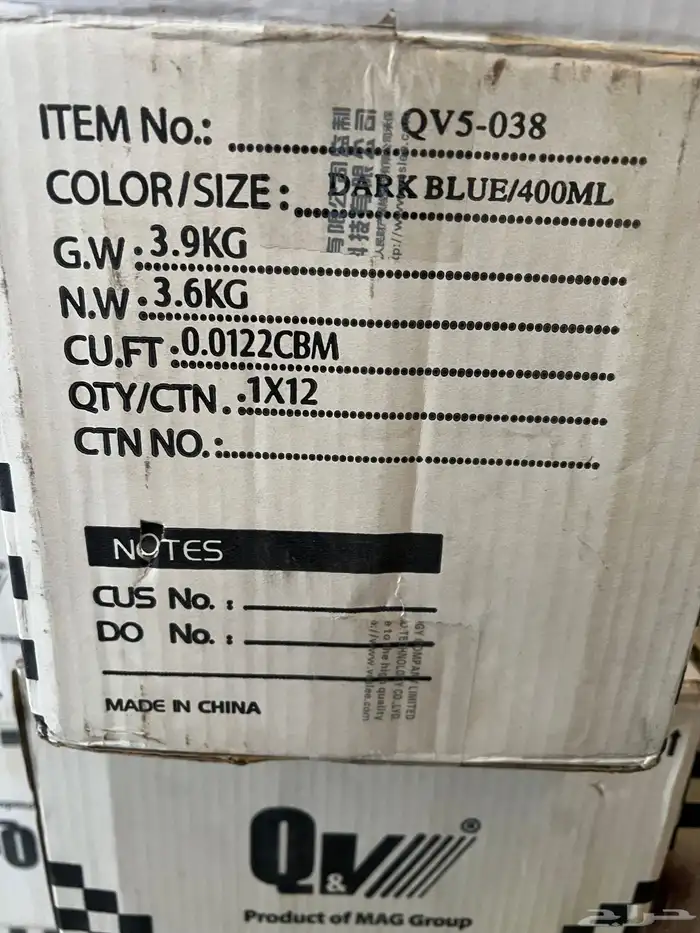 ITEM No.: QV5-038
COLOR/SIZE: DARK BLUE/400ML
G.W.: 3.9KG
N.W.: 3.6KG
CU.FT.: 0.0122CBM
QTY/CTN.: 1X12
CTN NO.:
NOTES
CUS No. :
DO No. :
MADE IN CHINA
Q&V®
Product of MAG Group
حراج